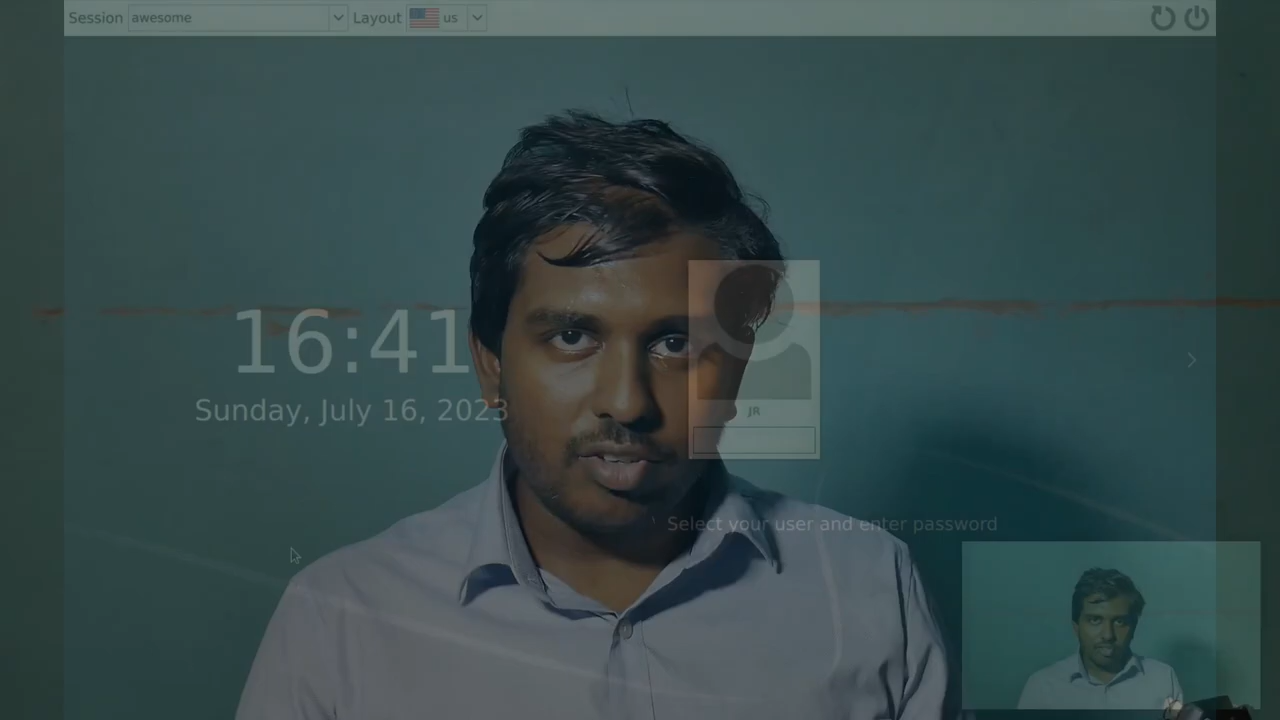 Session awesome Layout us
16:41
Sunday, July 16, 2023
JR
Select your user and enter password